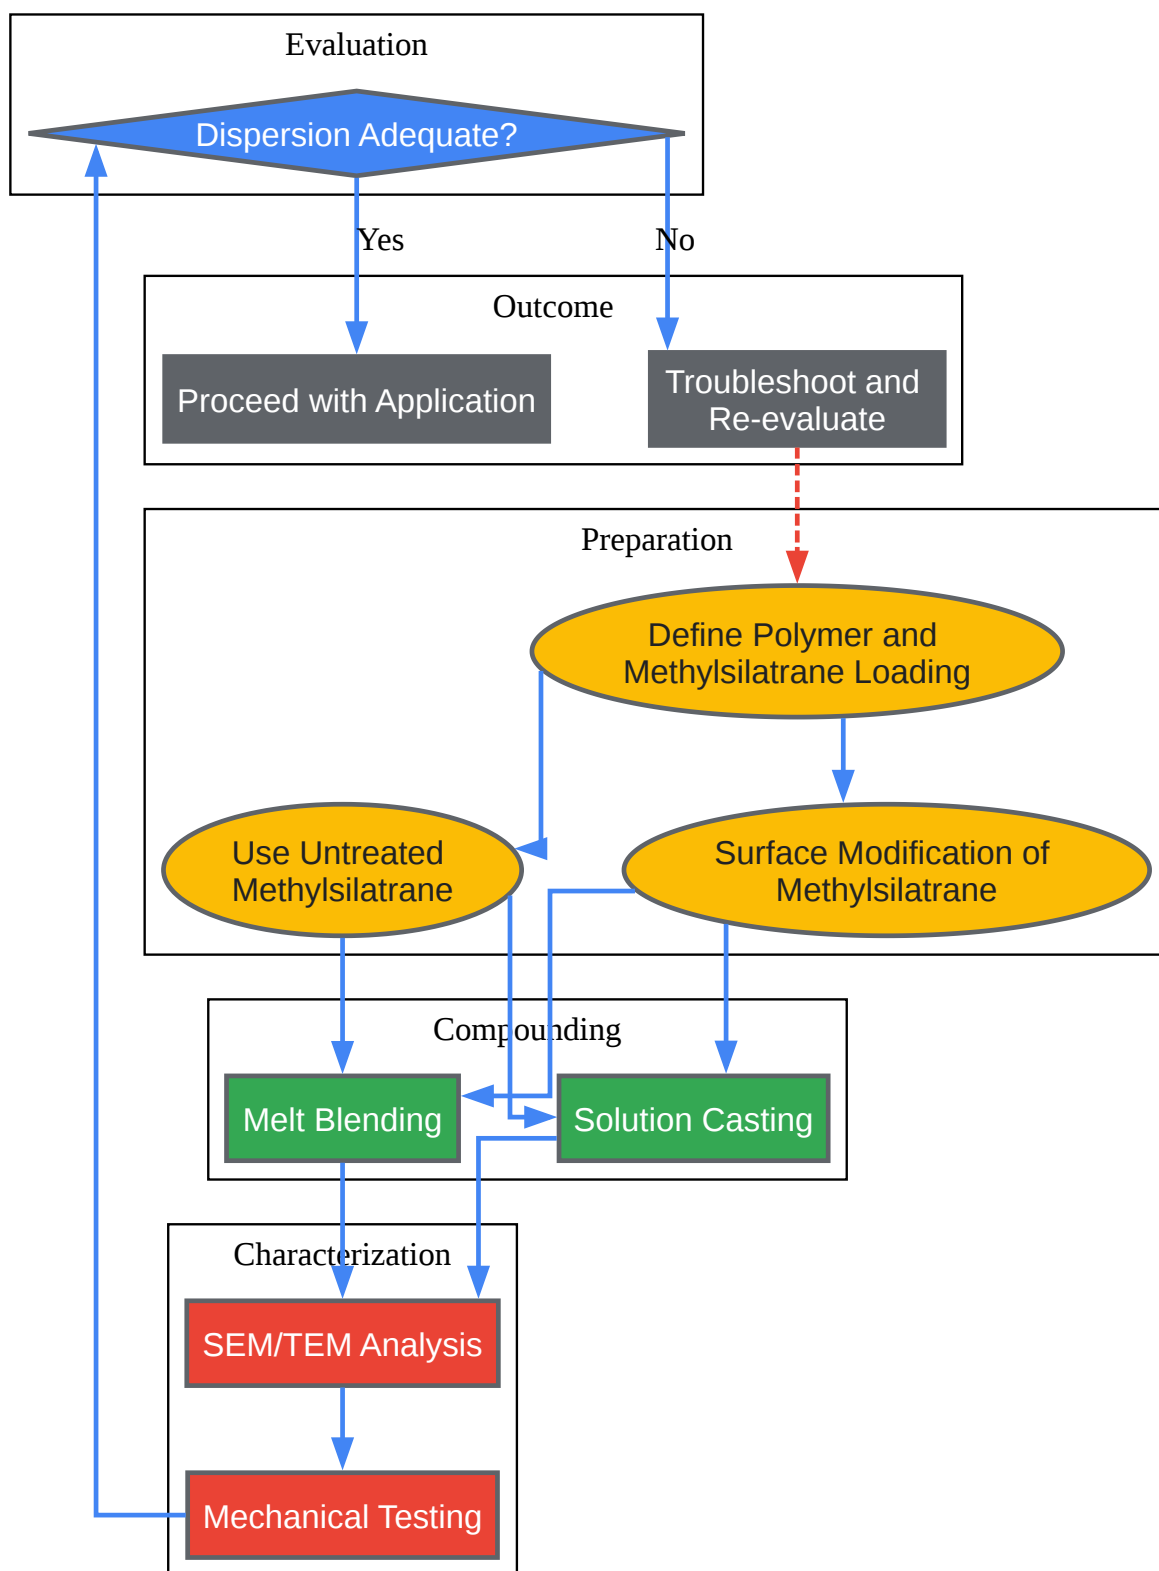 Evaluation
Dispersion Adequate?
Yes
No
Outcome
Proceed with Application
Troubleshoot and
Re-evaluate
Preparation
Define Polymer and
Methylsilatrane Loading
Use Untreated
Methylsilatrane
Surface Modification of
Methylsilatrane
Compounding
Melt Blending
Solution Casting
Characterization
SEM/TEM Analysis
Mechanical Testing